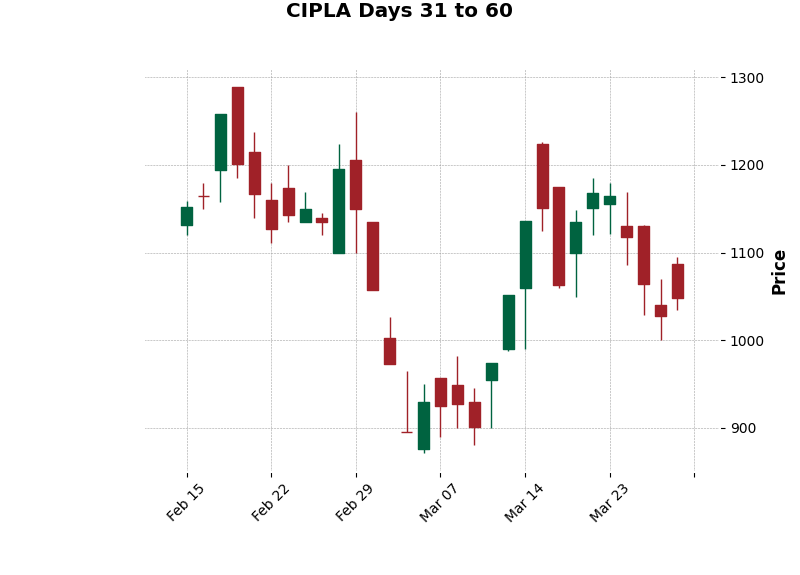 CIPLA Days 31 to 60
1300
1200
1100
1000
900
Price
Feb 15
Feb 22
Feb 29
Mar 07
Mar 14
Mar 23